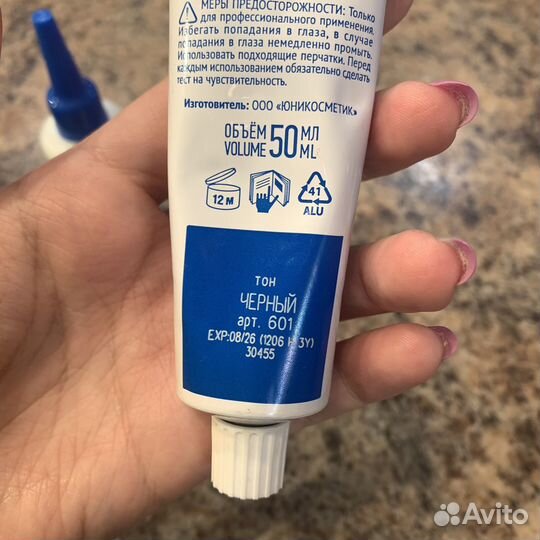 МЕРЫ ПРЕДОСТОРОЖНОСТИ: Только
для профессионального применения.
Избегать попадания в глаза, в случае
попадания в глаза немедленно промыть.
Использовать подходящие перчатки. Перед
каждым использованием обязательно сделать
тест на чувствительность.
Изготовитель: ООО «ЮНИКОСМЕТИК»
ОБЪЁМ 50 МЛ
VOLUME ML
12 М
41
ALU
ТОН
ЧЕРНЫЙ
арт. 601
EXP:08/26 (1206 3Y)
30455
Avito